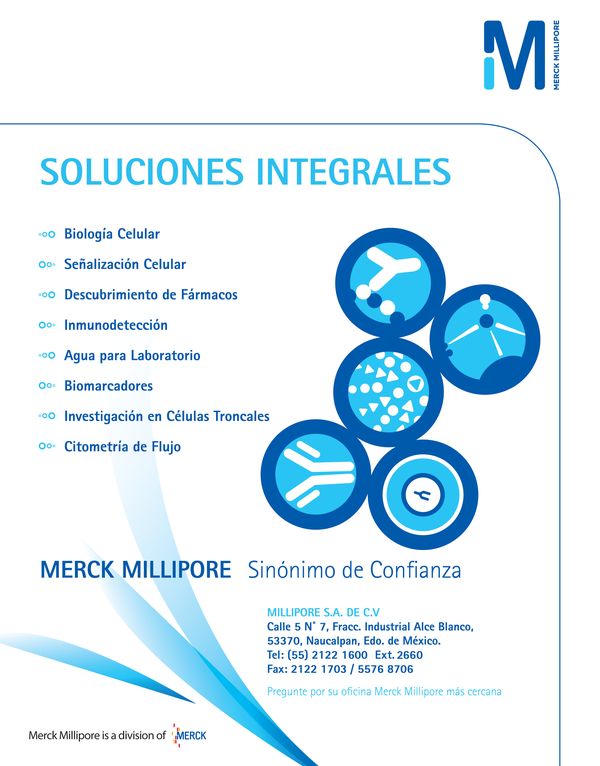 M
MERCK MILLIPORE
SOLUCIONES INTEGRALES
Biología Celular
Señalización Celular
Descubrimiento de Fármacos
Inmunodetección
Agua para Laboratorio
Biomarcadores
Investigación en Células Troncales
Citometría de Flujo
MERCK MILLIPORE Sinónimo de Confianza
MILLIPORE S.A. DE C.V
Calle 5 N° 7, Fracc. Industrial Alce Blanco,
53370, Naucalpan, Edo. de México.
Tel: (55) 2122 1600 Ext. 2660
Fax: 2122 1703 / 5576 8706
Pregunte por su oficina Merck Millipore más cercana
Merck Millipore is a division of MERCK